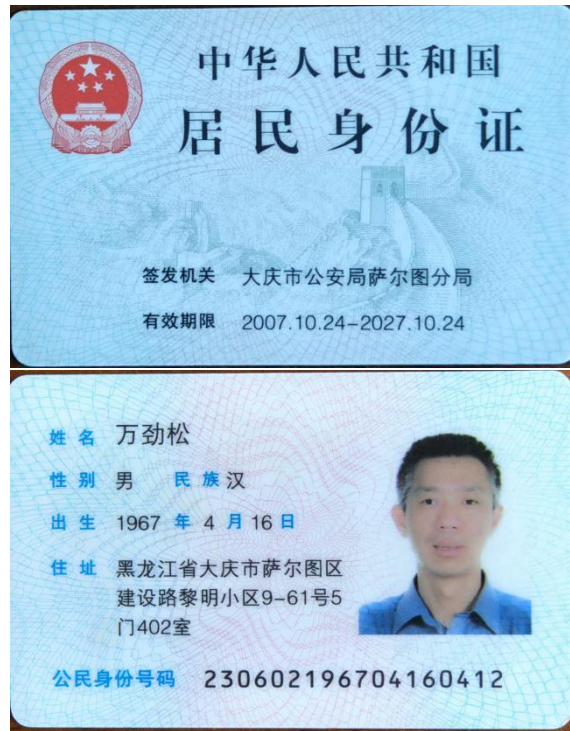 中华人民共和国
居民身份证
签发机关 大庆市公安局萨尔图分局
有效期限 2007.10.24-2027.10.24
姓名 万劲松
性别 男 民族 汉
出生 1967 年 4 月 16 日
住址 黑龙江省大庆市萨尔图区
建设路黎明小区9-61号5
门402室
公民身份号码 230602196704160412